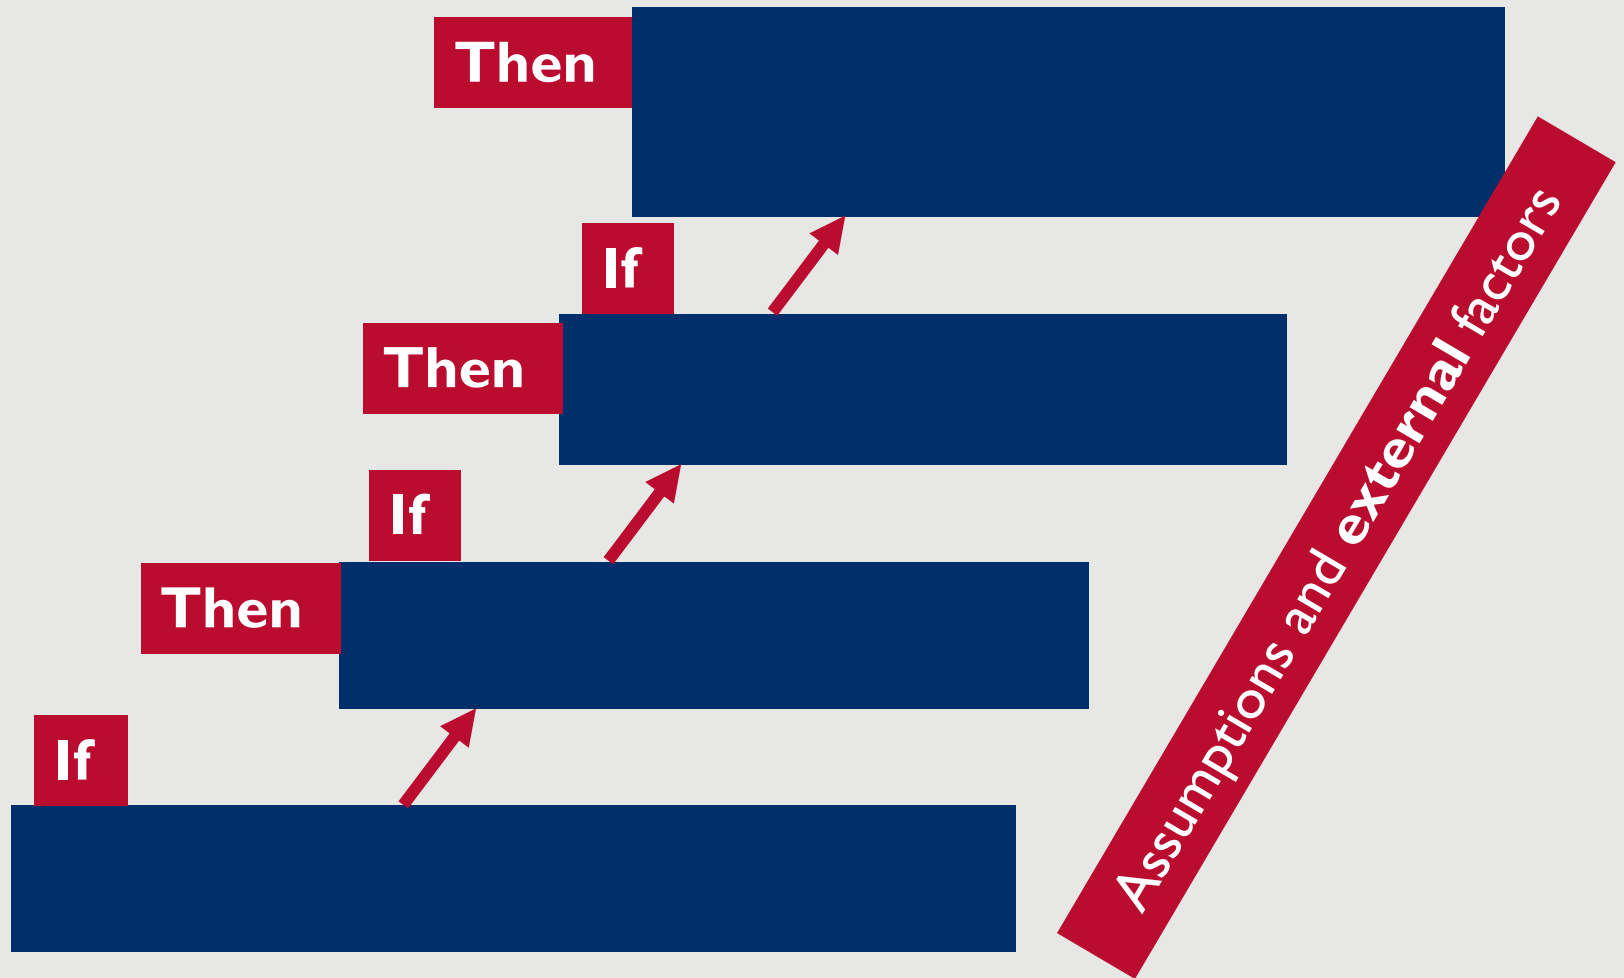 Then
If
Then
If
Then
If
Assumptions and external factors